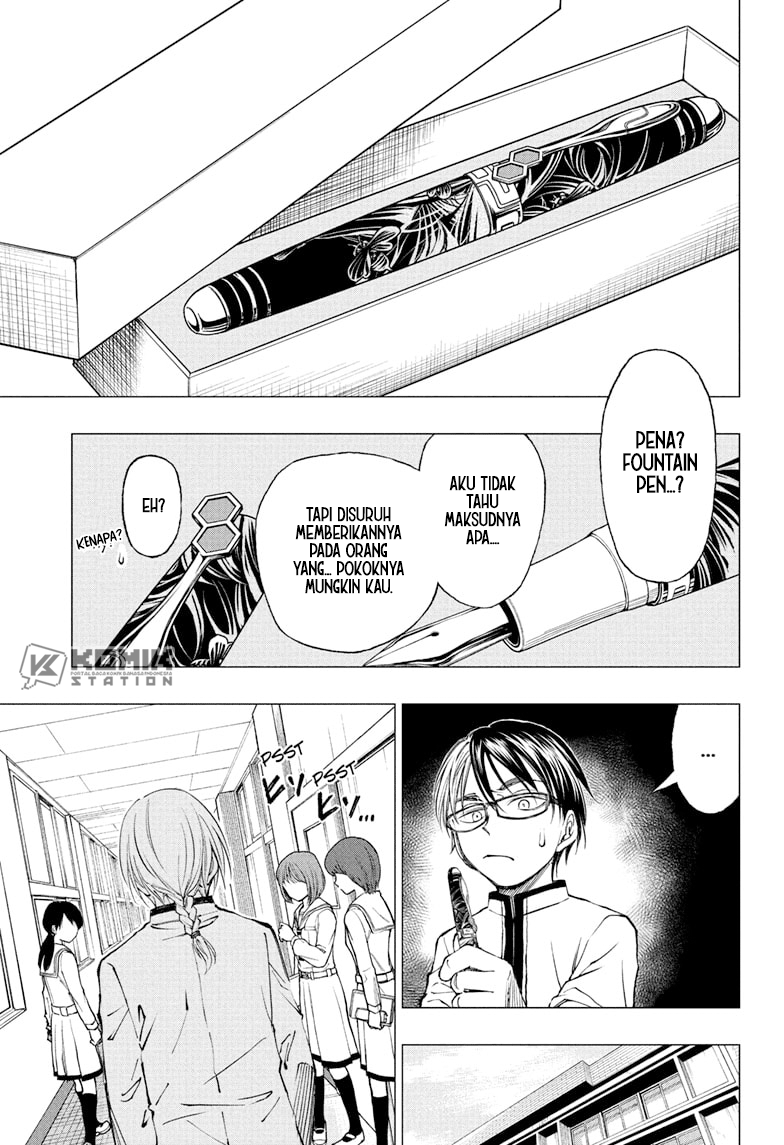 PENA?
FOUNTAIN
PEN...?
AKU TIDAK
TAHU
MAKSUDNYA
APA....
TAPI DISURUH
MEMBERIKANNYA
PADA ORANG
YANG... POKOKNYA
MUNGKIN KAU.
EH?
KENAPA?
KOMIK
STATION
...
PSST
PSST
ヒソ
ヒソ...